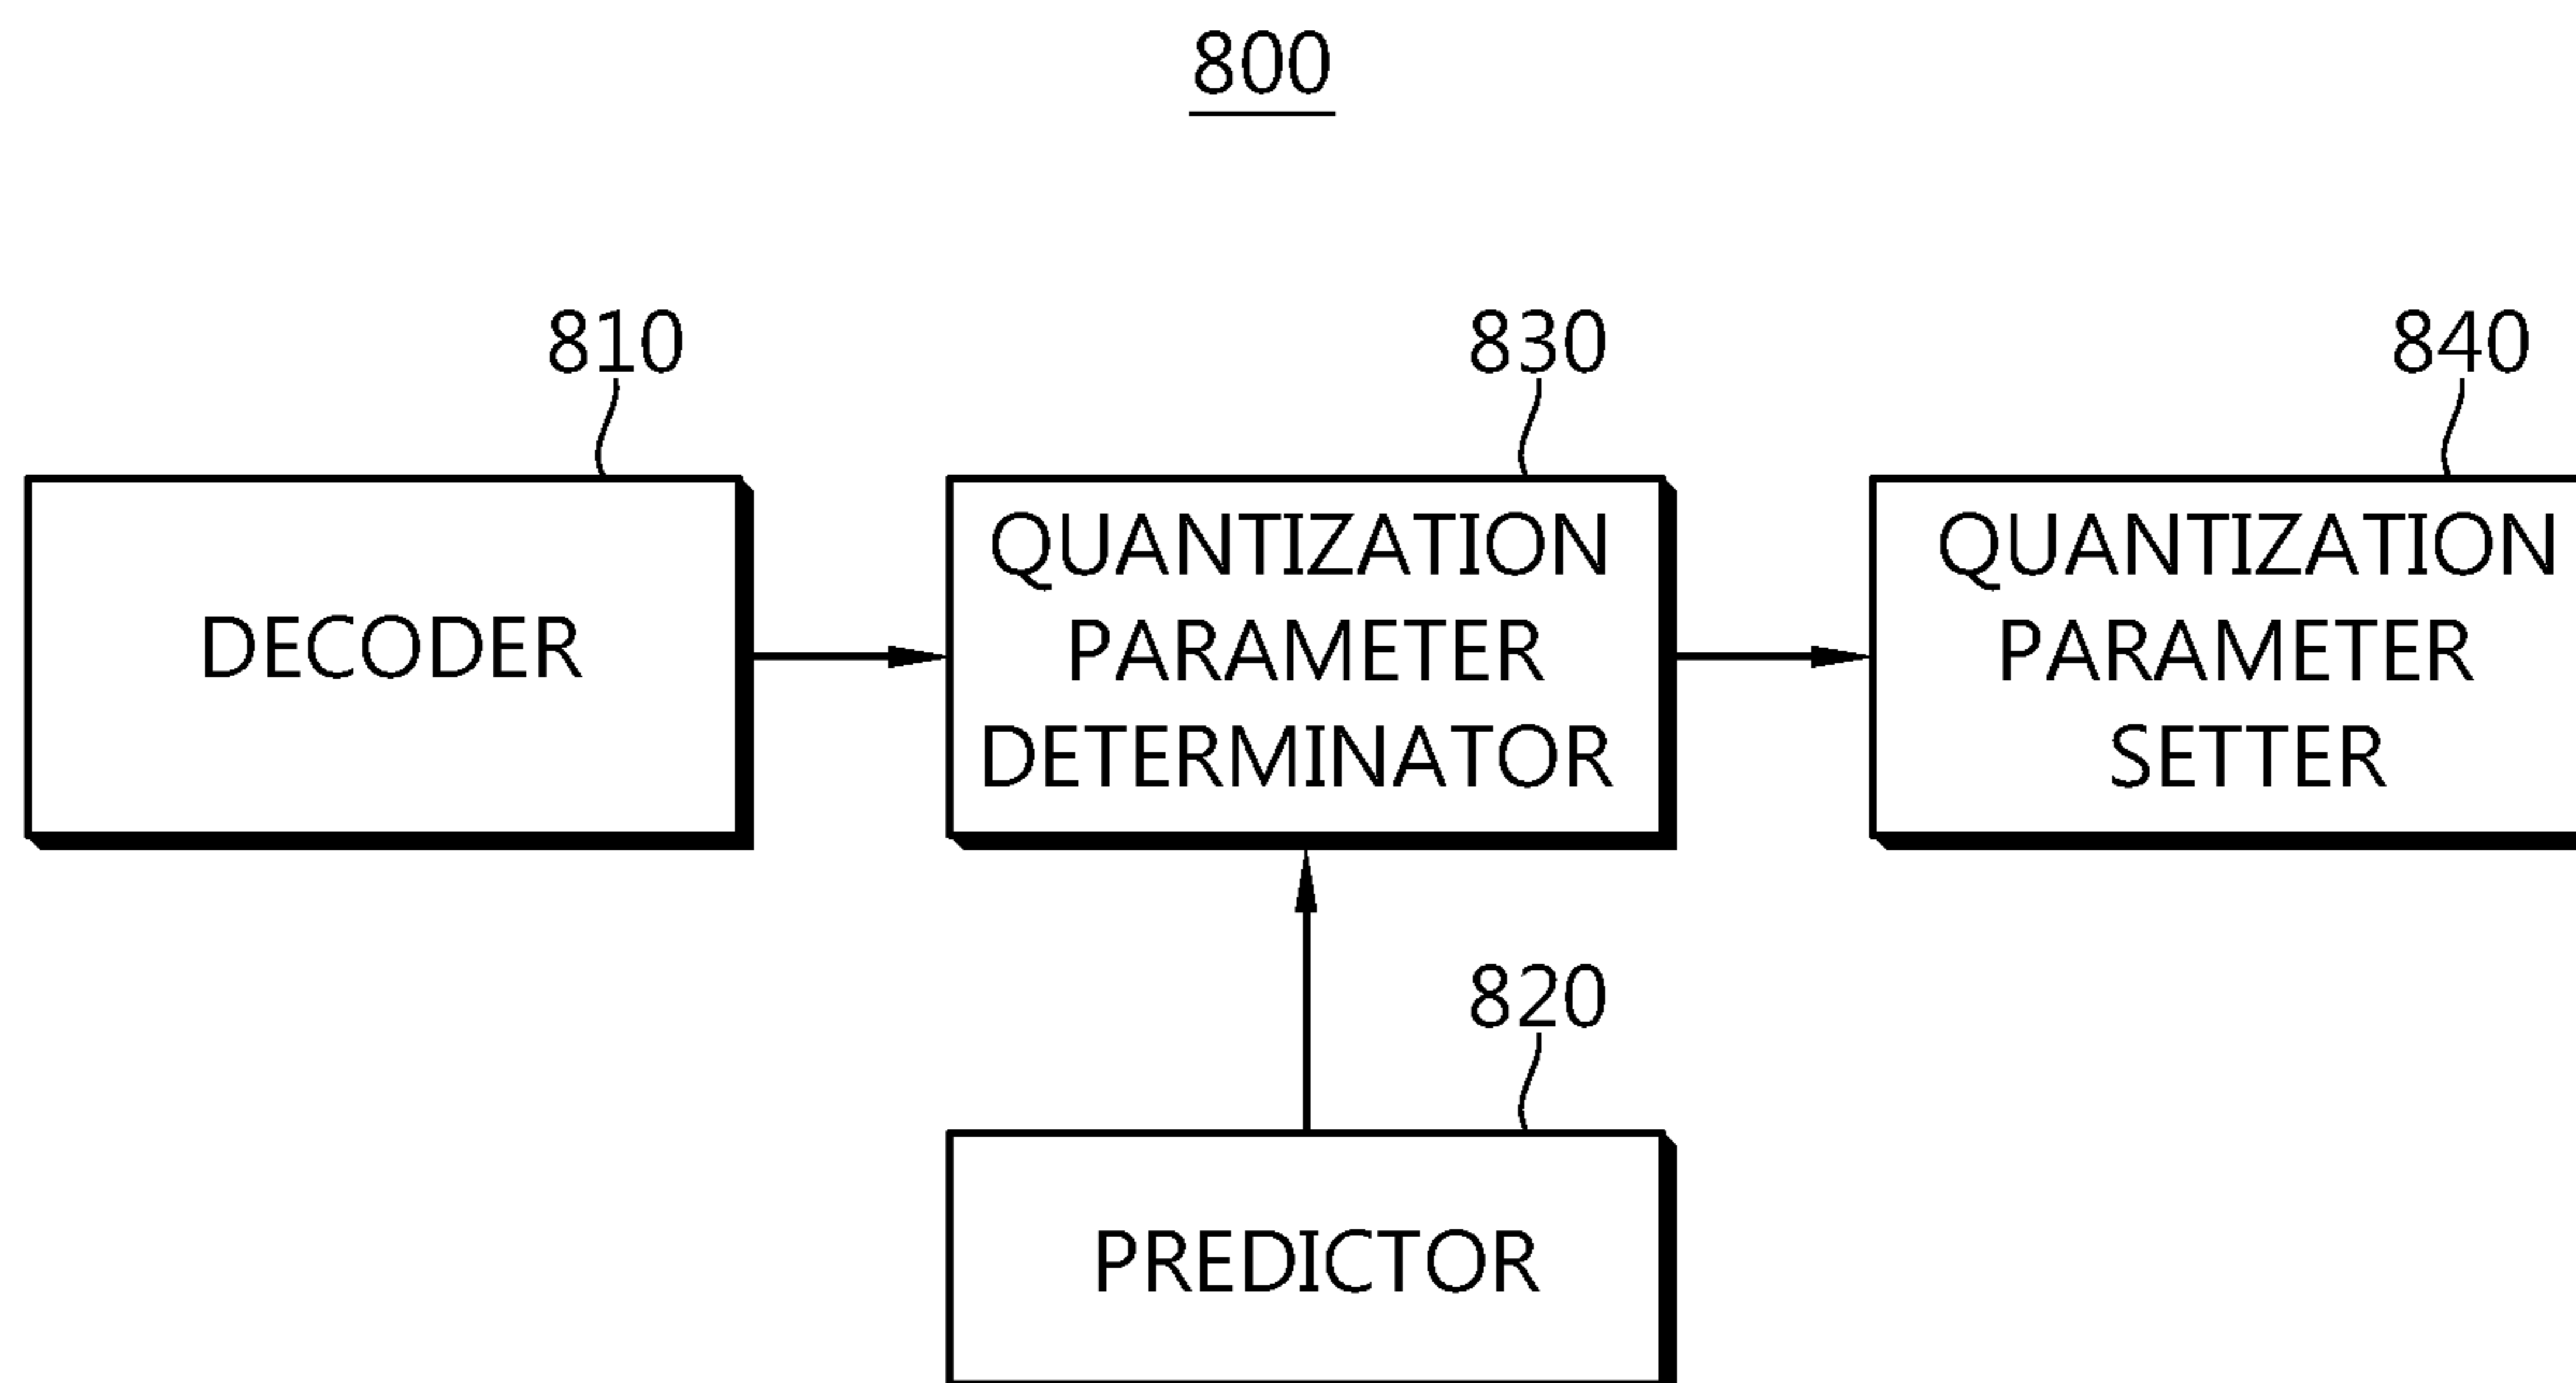 800
810
830
840
DECODER
QUANTIZATION
PARAMETER
DETERMINATOR
QUANTIZATION
PARAMETER
SETTER
820
PREDICTOR